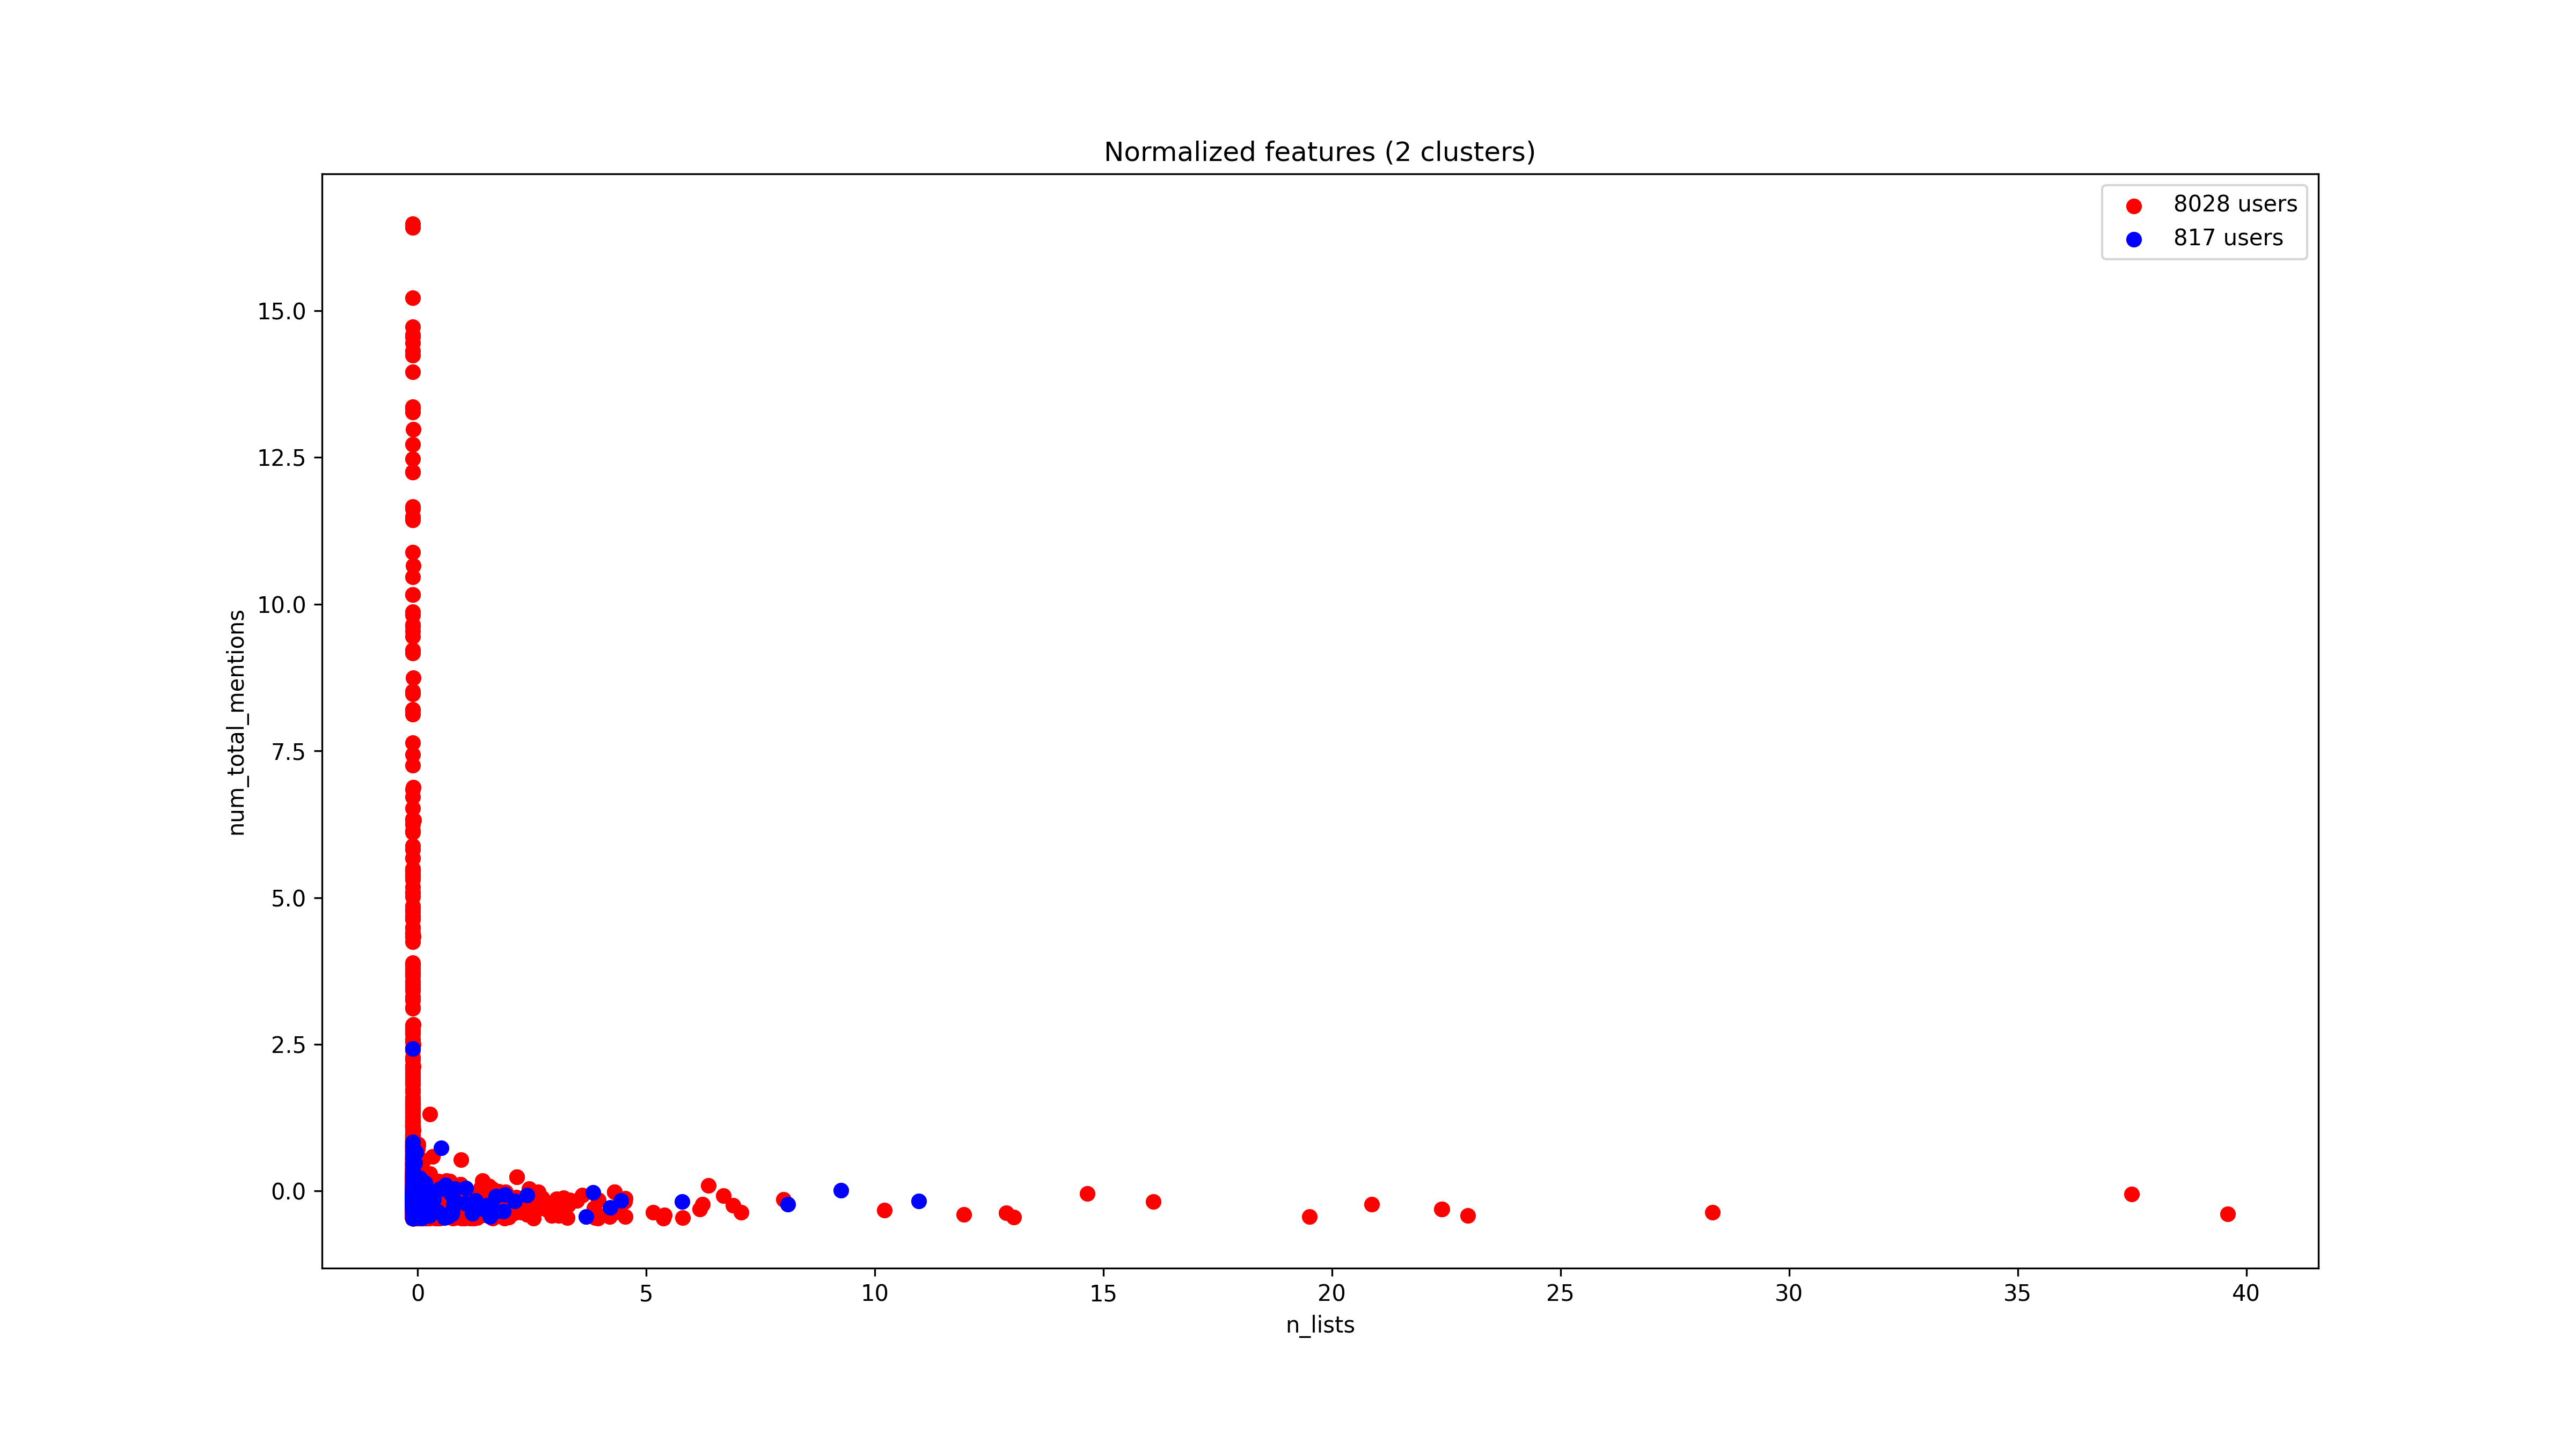 Normalized features (2 clusters)
8028 users
817 users
15.0
12.5
10.0
7.5
5.0
2.5
0.0
num_total_mentions
0 5 10 15 20 25 30 35 40
n_lists